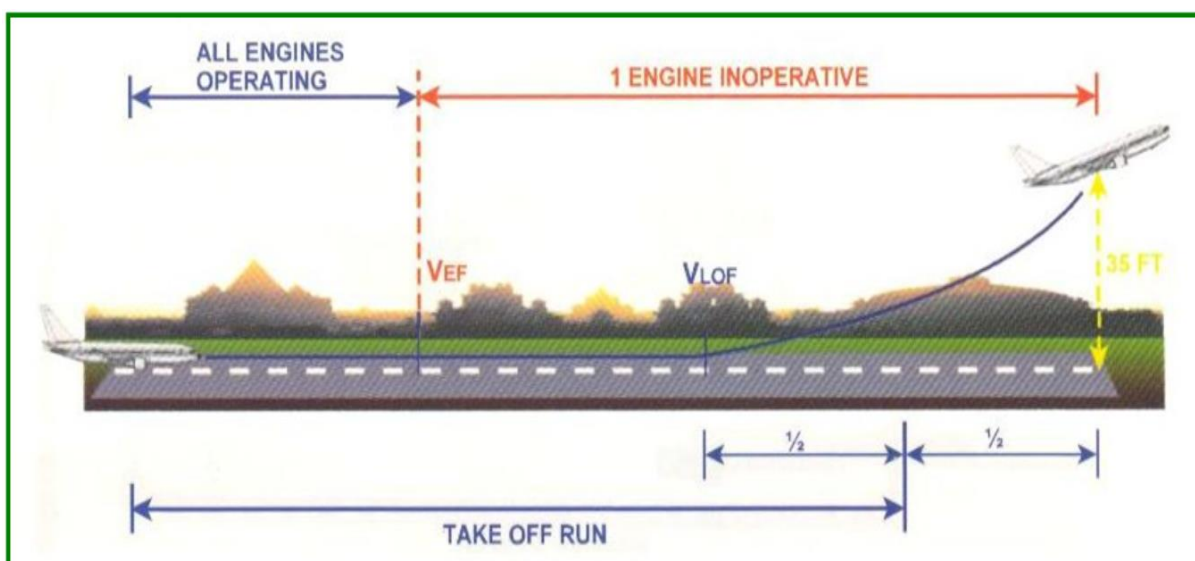 ALL ENGINES
OPERATING
1 ENGINE INOPERATIVE
VEF
VLOF
35 FT
½
½
TAKE OFF RUN